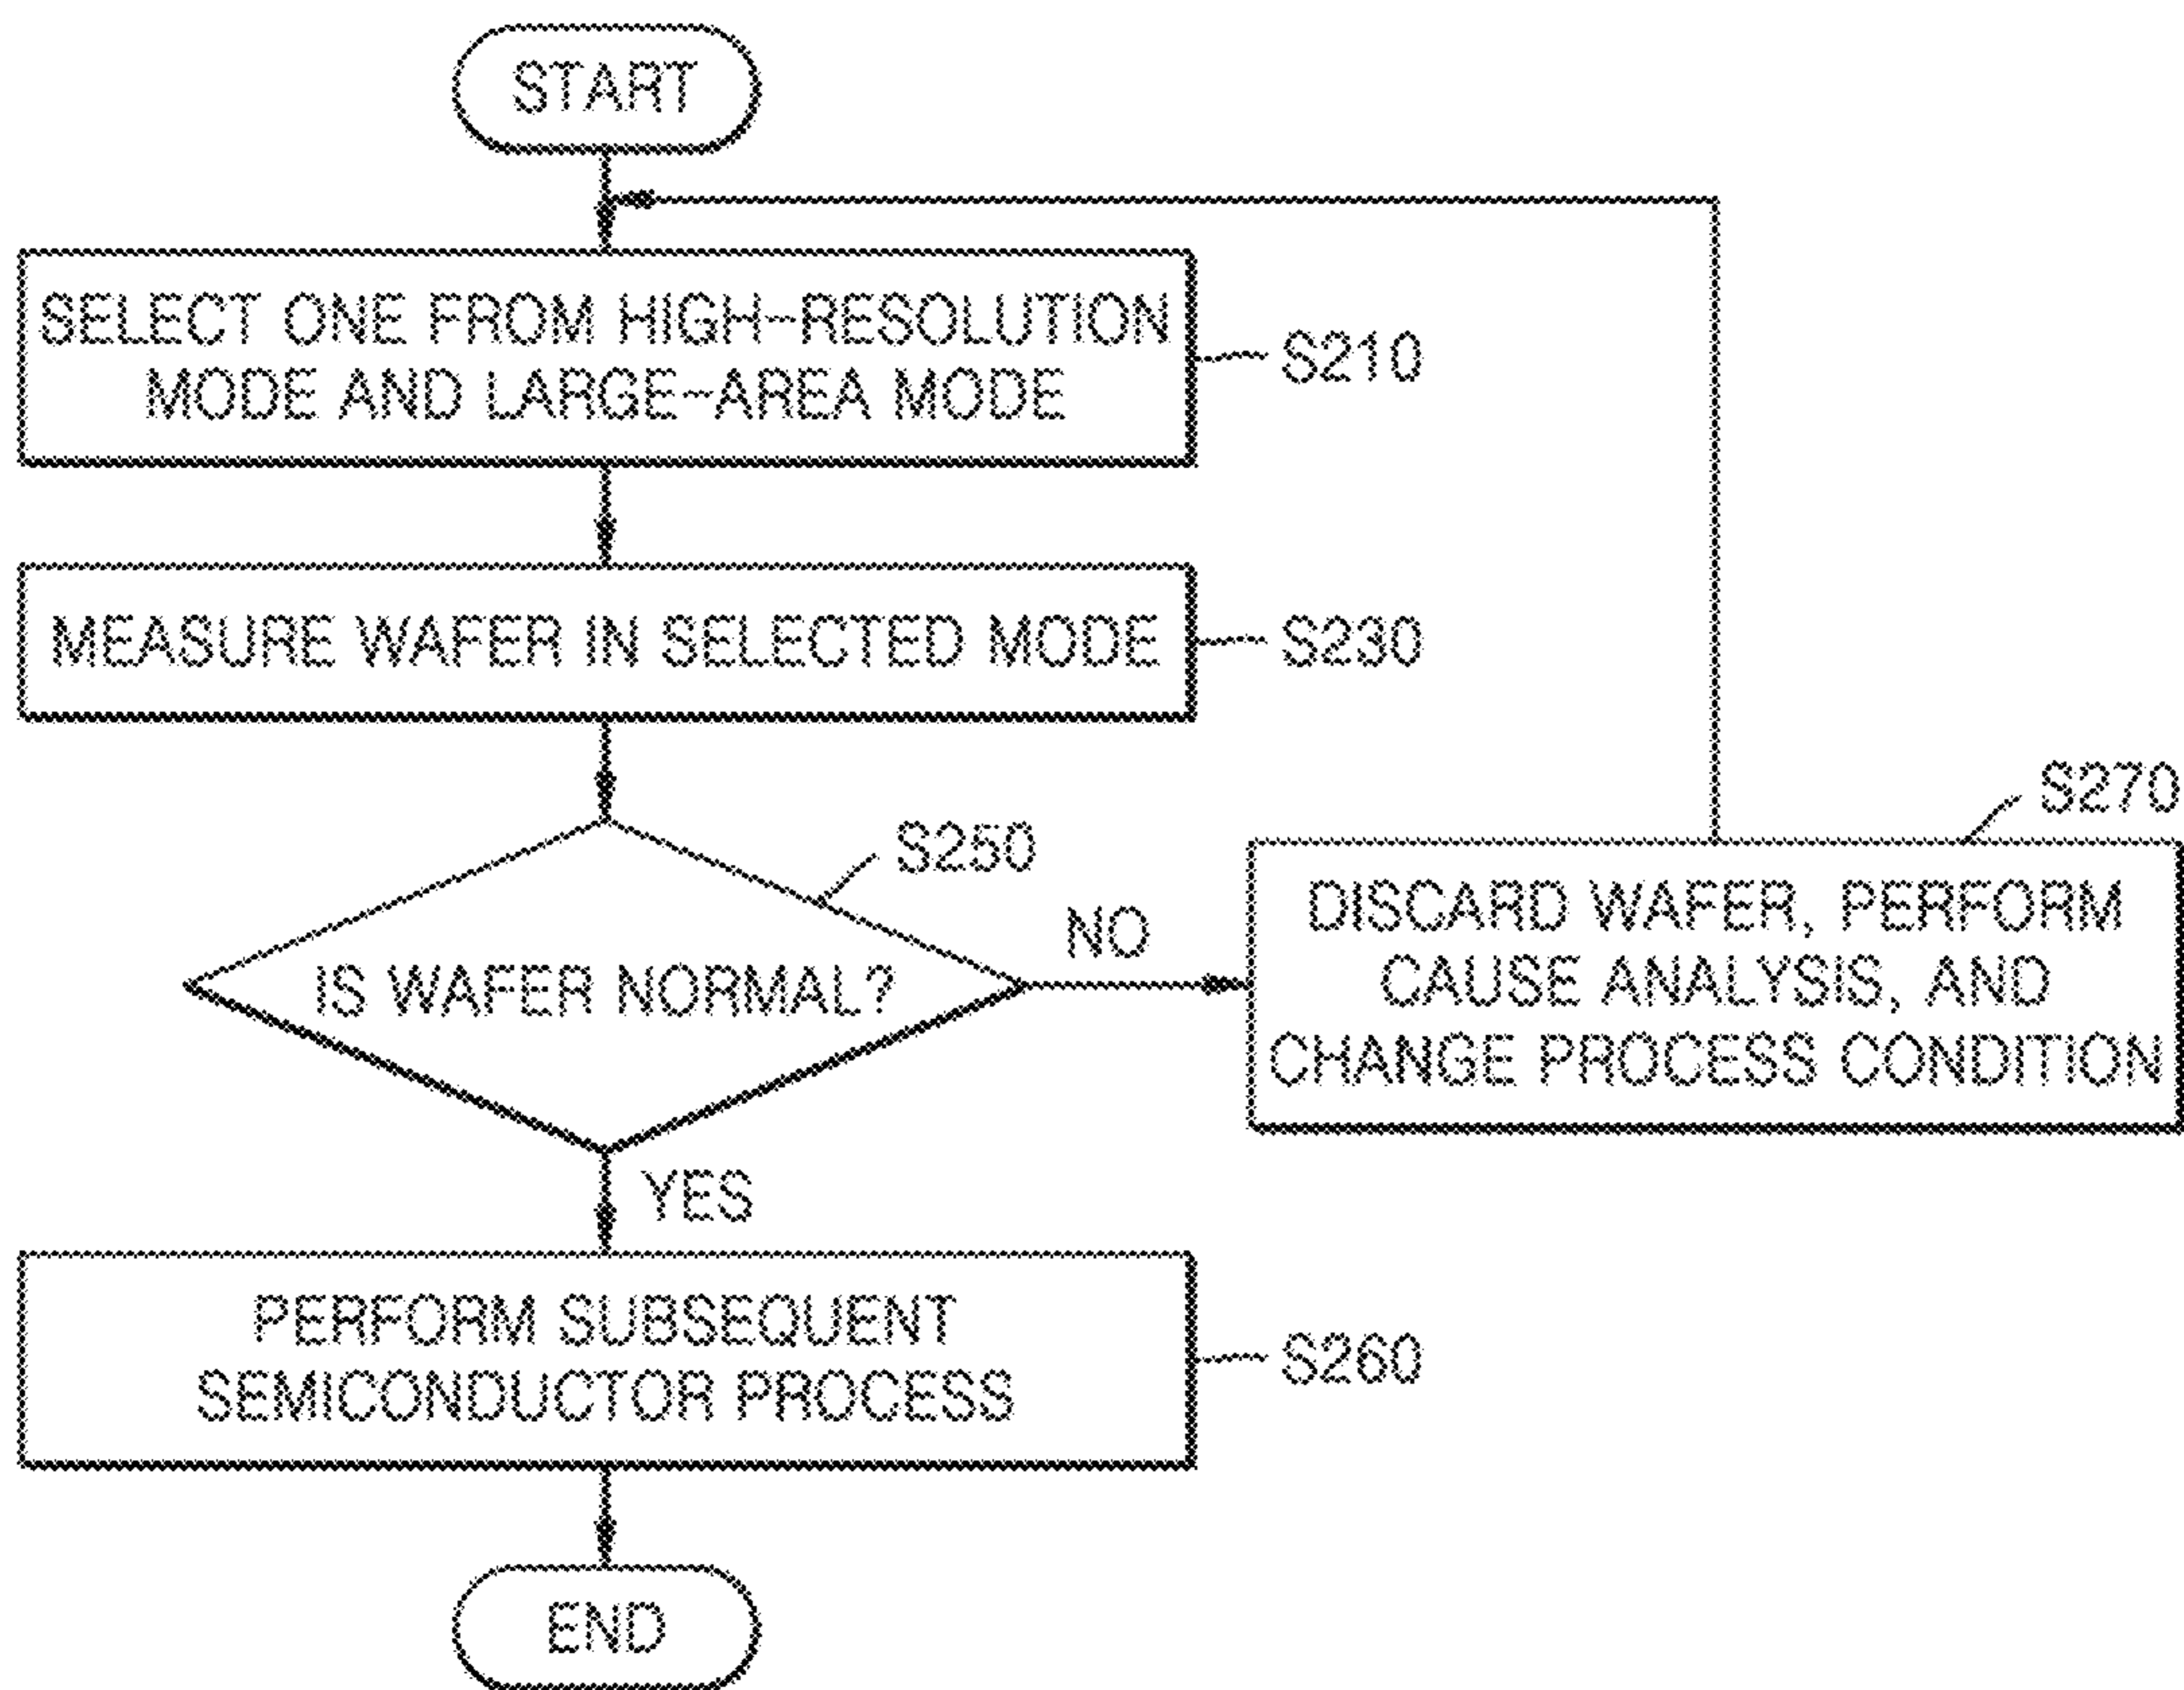 START
SELECT ONE FROM HIGH-RESOLUTION
MODE AND LARGE-AREA MODE
S210
MEASURE WAFER IN SELECTED MODE
S230
S250
IS WAFER NORMAL?
NO
S270
DISCARD WAFER, PERFORM
CAUSE ANALYSIS, AND
CHANGE PROCESS CONDITION
YES
PERFORM SUBSEQUENT
SEMICONDUCTOR PROCESS
S260
END